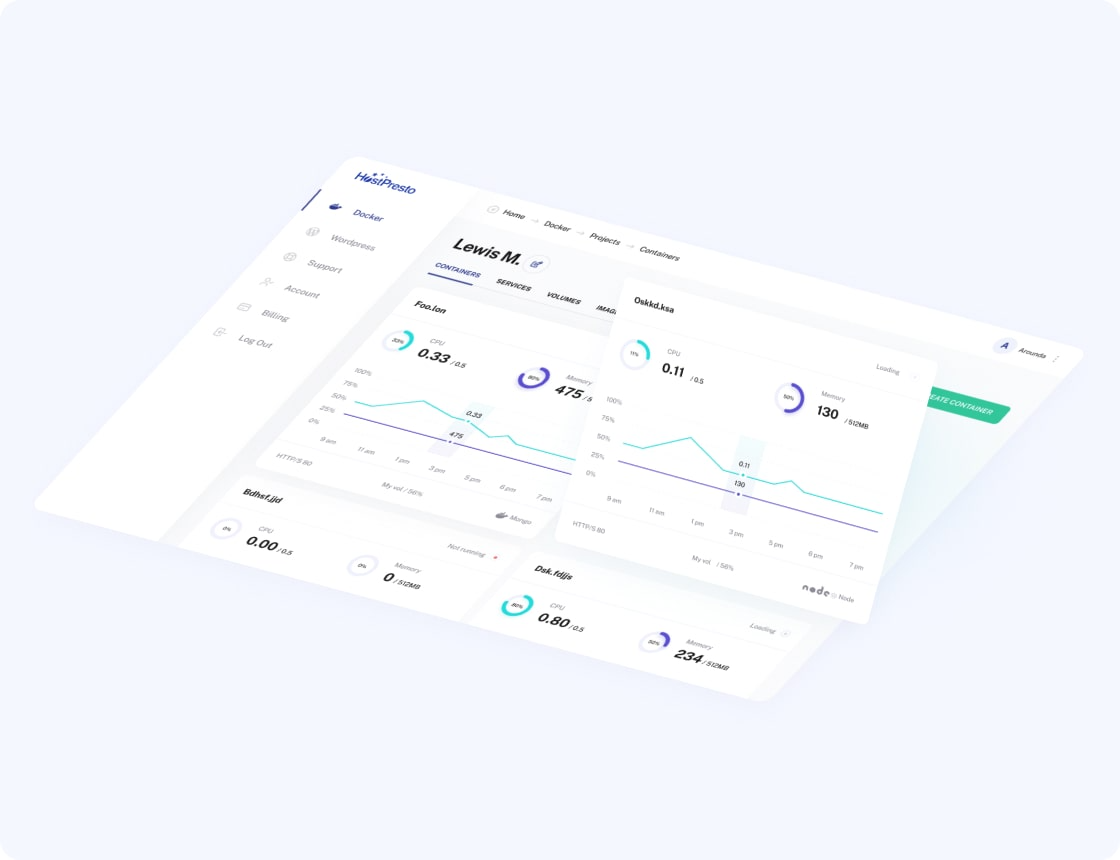 HostPresto
Docker
Wordpress
Support
Account
Billing
Log Out
Home → Docker → Projects → Containers
Arounda
A
Lewis M.
CONTAINERS SERVICES VOLUMES IMAG
EATE CONTAINER
Foo.lon
33%
CPU
0.33 / 0.5
Memory
475 / 5
100%
75%
50%
25%
0%
0.33
475
9 am 11 am 1 pm 3 pm 5 pm 6 pm 7 pm
HTTP/S 80
My vol / 56%
Mongo
Oskkd.ksa
Loading
11%
CPU
0.11 / 0.5
50%
Memory
130 / 512MB
100%
75%
50%
25%
0%
0.11
130
9 am 11 am 1 pm 3 pm 5 pm 6 pm 7 pm
HTTP/S 80
My vol / 56%
node Node
Bdhsf.jjd
Not running
0%
CPU
0.00 / 0.5
0%
Memory
0 / 512MB
Dsk.fdjjs
Loading
80%
CPU
0.80 / 0.5
50%
Memory
234 / 512MB